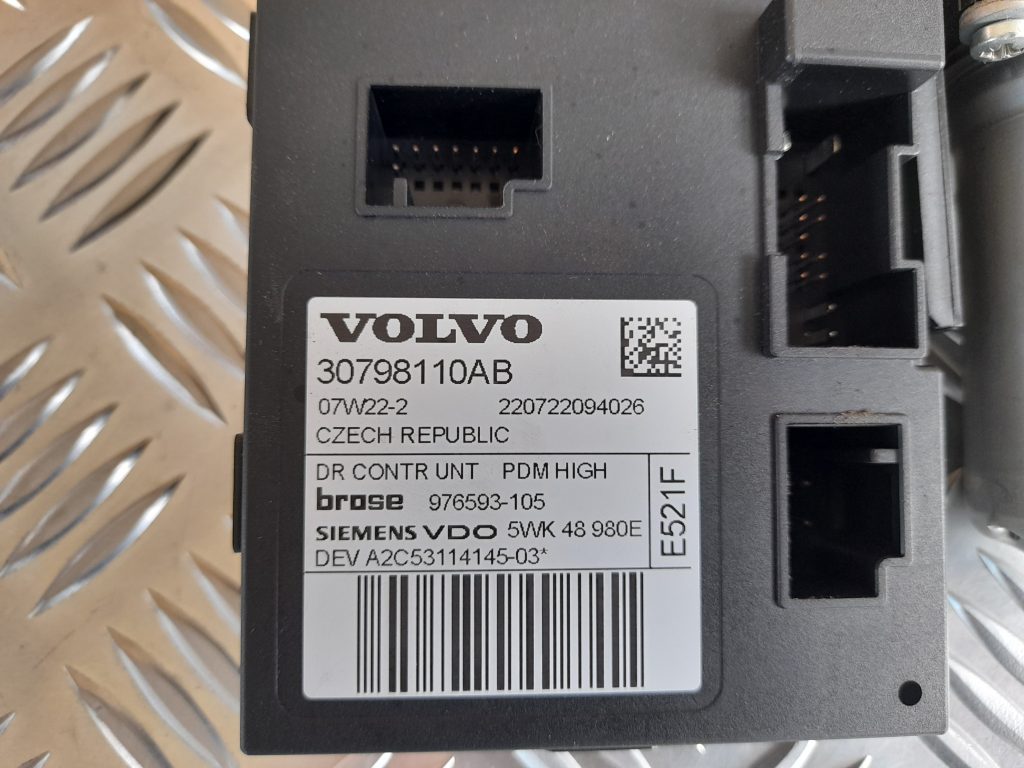 VOLVO
30798110AB
07W22-2 220722094026
CZECH REPUBLIC
DR CONTR UNT PDM HIGH
brose 976593-105
SIEMENS VDO 5WK 48 980E
DEV A2C53114145-03*
E521F